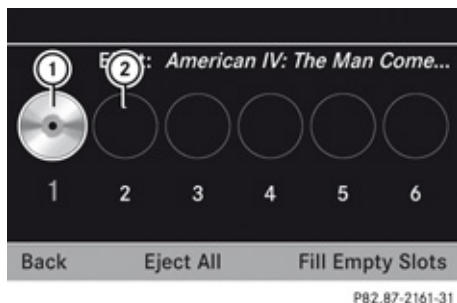 1 2
: American IV: The Man Come...
1 2 3 4 5 6
Back Eject All Fill Empty Slots
P82.87-2161-31